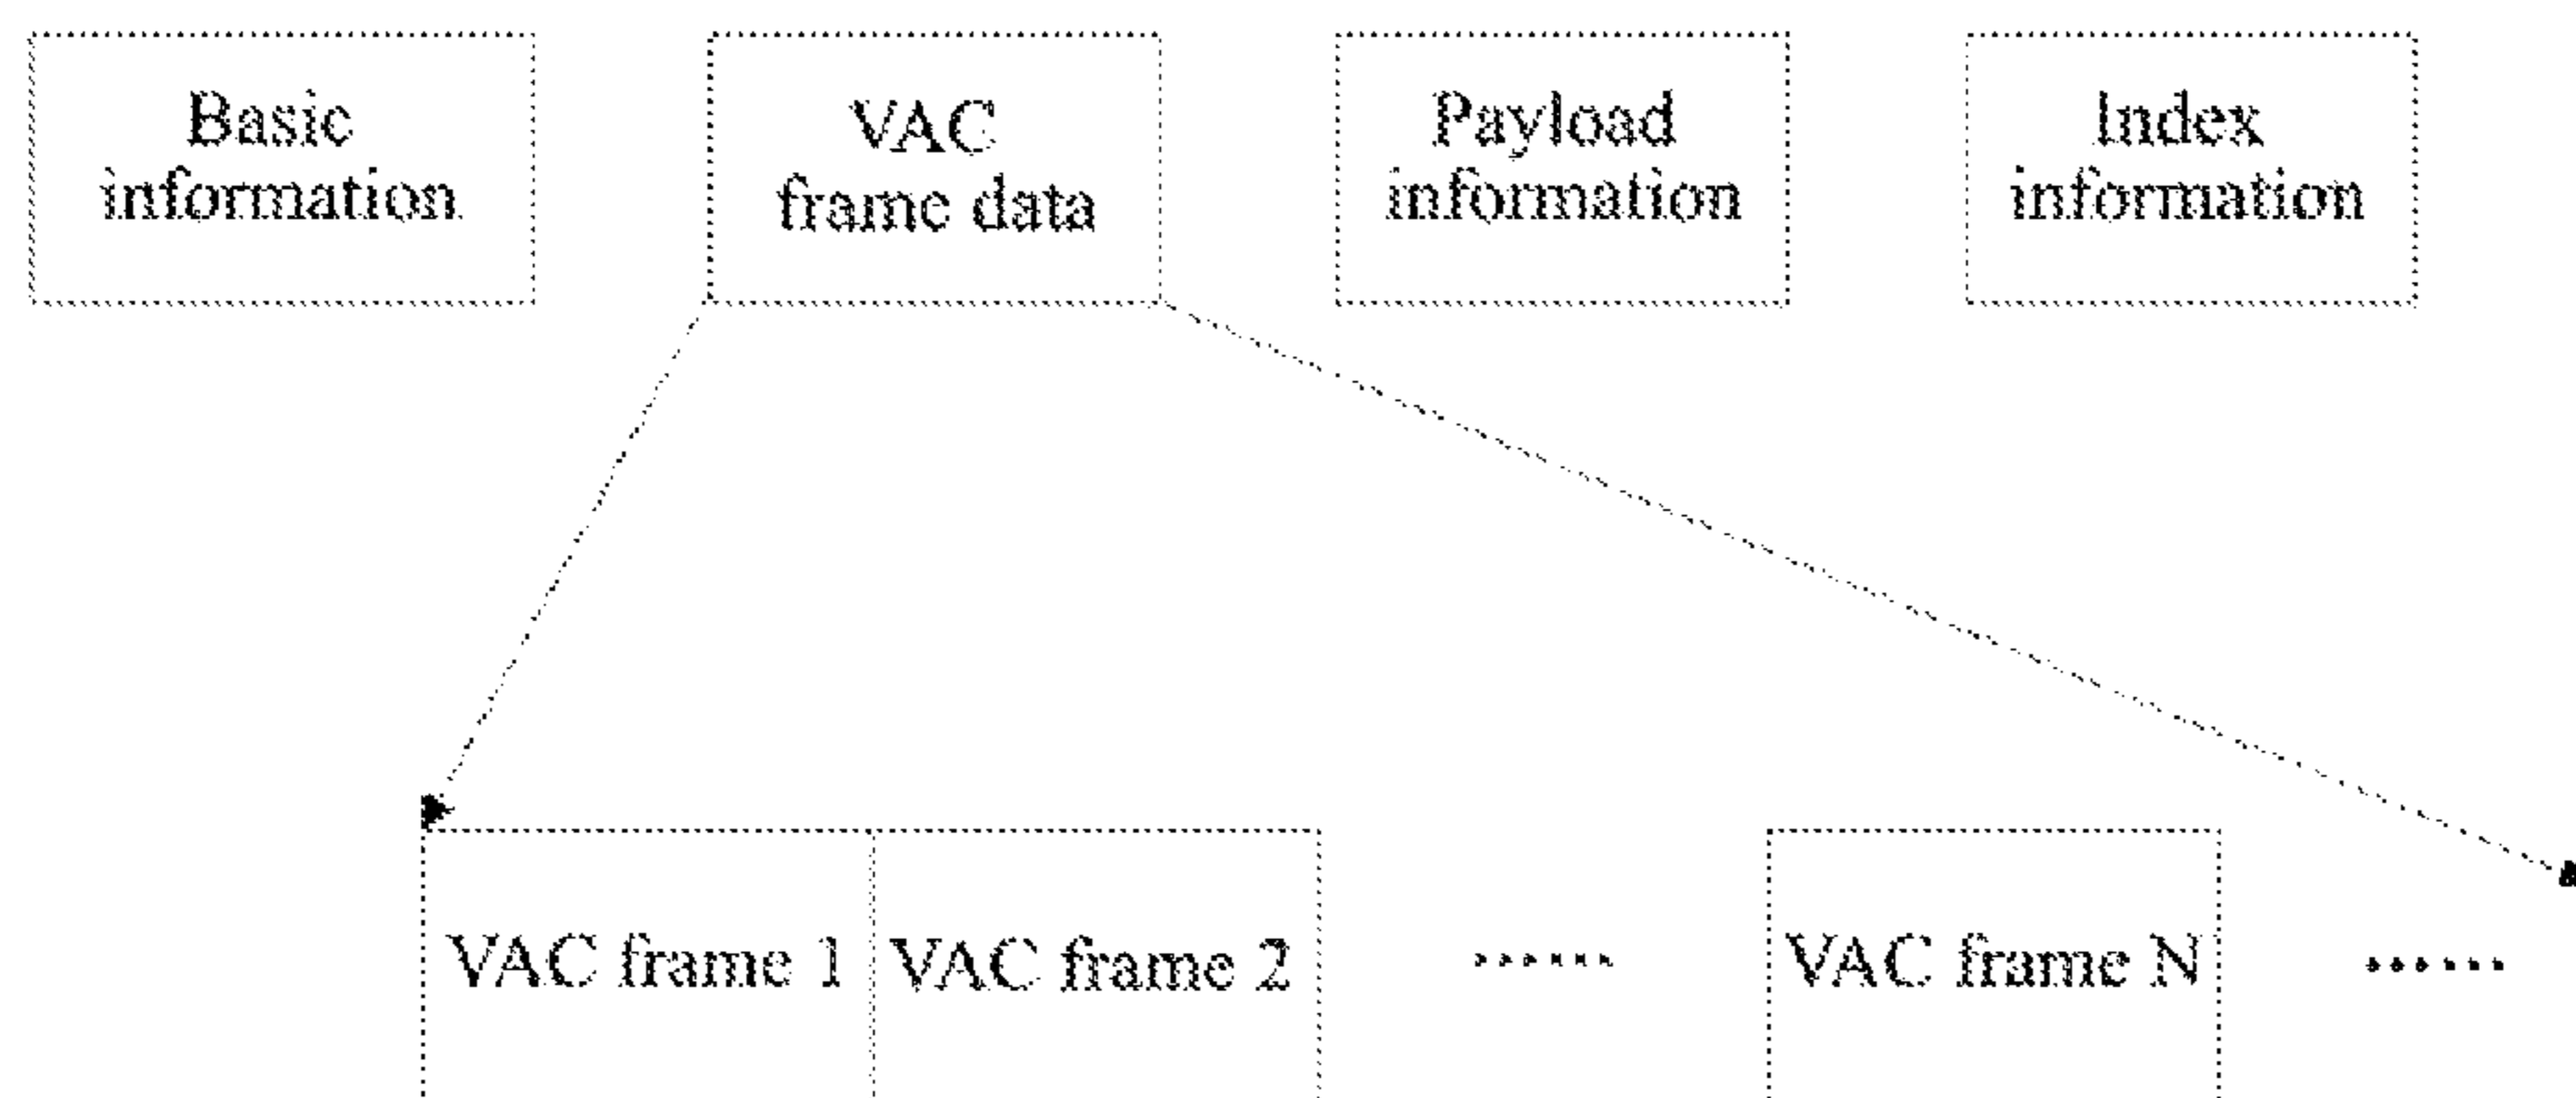 Basic
information
VAC
frame data
Payload
information
Index
information
VAC frame 1
VAC frame 2
......
VAC frame N
......